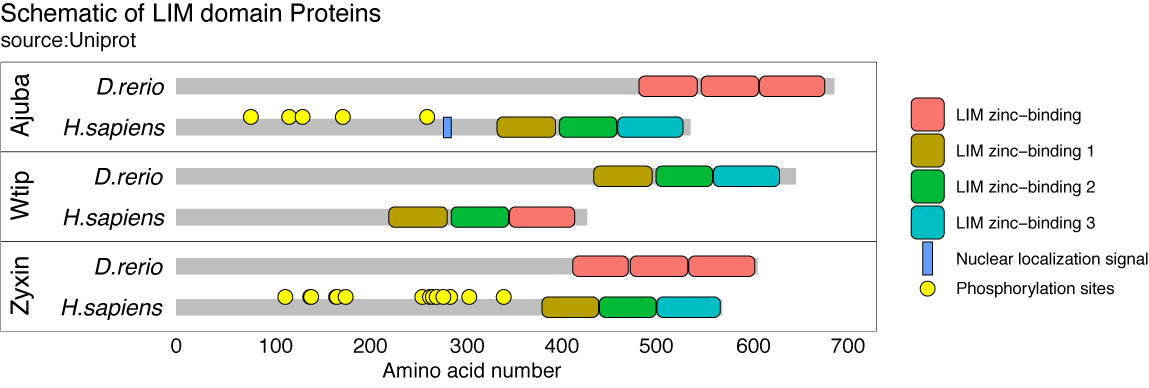 Schematic of LIM domain Proteins
source:Uniprot
Ajuba
D.rerio
H.sapiens
Wtip
D.rerio
H.sapiens
Zyxin
D.rerio
H.sapiens
0 100 200 300 400 500 600 700
Amino acid number
LIM zinc−binding
LIM zinc−binding 1
LIM zinc−binding 2
LIM zinc−binding 3
Nuclear localization signal
Phosphorylation sites